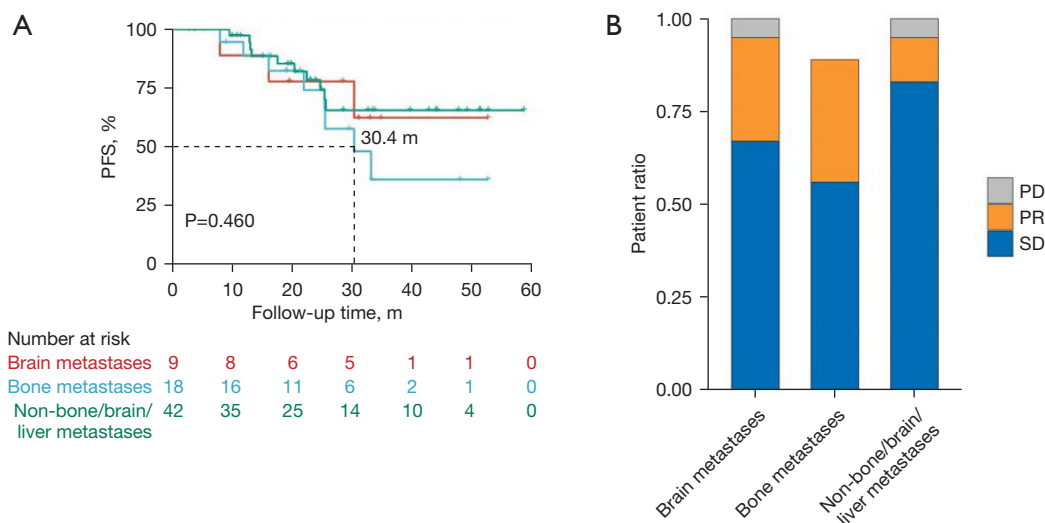 A
100
75
50
25
0
PFS, %
30.4 m
P=0.460
0 10 20 30 40 50 60
Follow-up time, m
Number at risk
Brain metastases 9 8 6 5 1 1 0
Bone metastases 18 16 11 6 2 1 0
Non-bone/brain/ 42 35 25 14 10 4 0
liver metastases
B
1.00
0.75
0.50
0.25
0.00
Patient ratio
PD
PR
SD
Brain metastases
Bone metastases
Non-bone/brain/
liver metastases